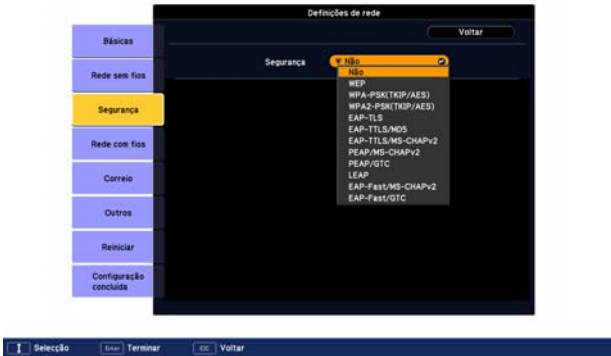 Definições de rede
Voltar
Básicas
Rede sem fios
Segurança
Rede com fios
Correio
Outros
Reiniciar
Configuração
concluída
Segurança
Não
Não
WEP
WPA-PSK(TKIP/AES)
WPA2-PSK(TKIP/AES)
EAP-TLS
EAP-TTLS/MD5
EAP-TTLS/MS-CHAPv2
PEAP/MS-CHAPv2
PEAP/GTC
LEAP
EAP-Fast/MS-CHAPv2
EAP-Fast/GTC
Selecção Enter Terminar ESC Voltar